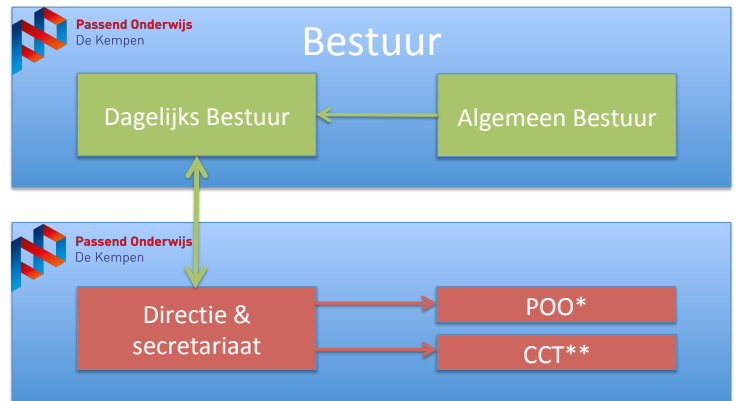 Passend Onderwijs
De Kempen
Bestuur
Dagelijks Bestuur
Algemeen Bestuur
Passend Onderwijs
De Kempen
Directie &
secretariaat
POO*
CCT**